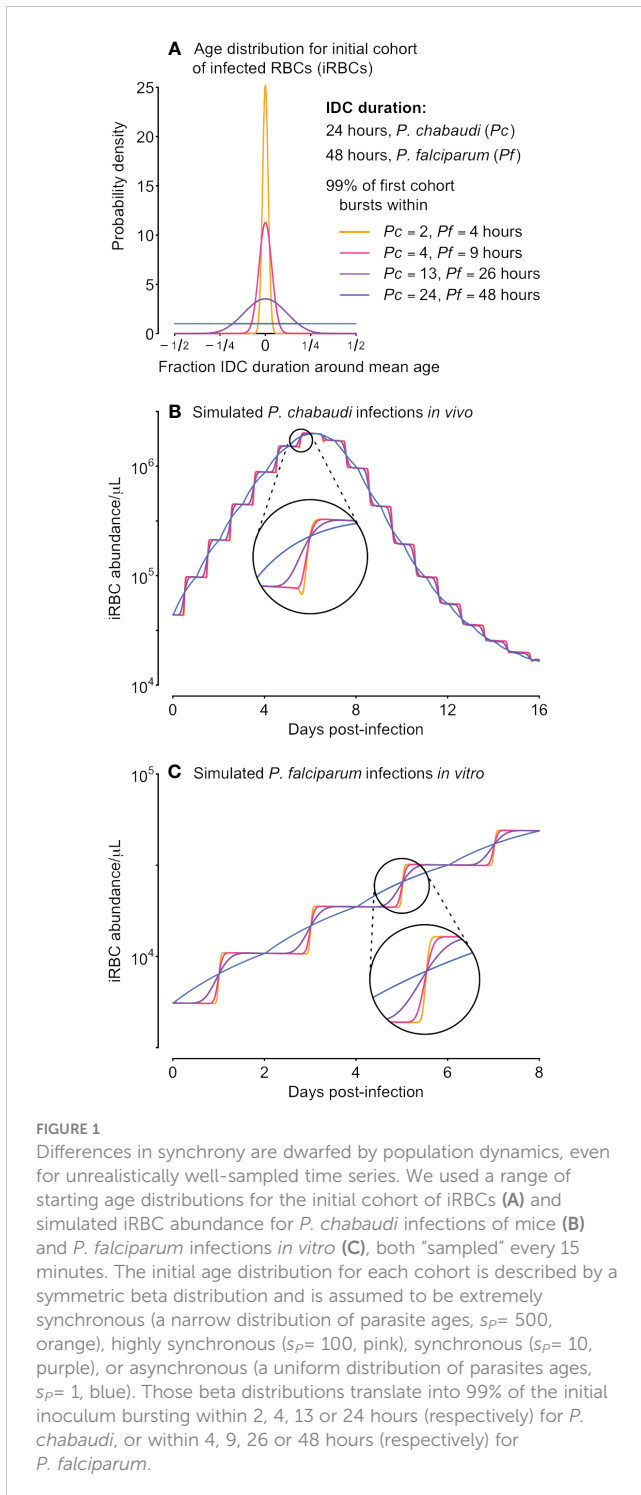 A Age distribution for initial cohort
of infected RBCs (iRBCs)
25
20
15
10
5
0
Probability density
IDC duration:
24 hours, P. chabaudi (Pc)
48 hours, P. falciparum (Pf)
99% of first cohort
bursts within
Pc = 2, Pf = 4 hours
Pc = 4, Pf = 9 hours
Pc = 13, Pf = 26 hours
Pc = 24, Pf = 48 hours
−1/2 −1/4 0 1/4 1/2
Fraction IDC duration around mean age
B Simulated P. chabaudi infections in vivo
10⁶
10⁵
10⁴
iRBC abundance/µL
0 4 8 12 16
Days post-infection
C Simulated P. falciparum infections in vitro
10⁵
10⁴
iRBC abundance/µL
0 2 4 6 8
Days post-infection
FIGURE 1
Differences in synchrony are dwarfed by population dynamics, even
for unrealistically well-sampled time series. We used a range of
starting age distributions for the initial cohort of iRBCs (A) and
simulated iRBC abundance for P. chabaudi infections of mice (B)
and P. falciparum infections in vitro (C), both “sampled” every 15
minutes. The initial age distribution for each cohort is described by a
symmetric beta distribution and is assumed to be extremely
synchronous (a narrow distribution of parasite ages, sP= 500,
orange), highly synchronous (sP= 100, pink), synchronous (sP= 10,
purple), or asynchronous (a uniform distribution of parasites ages,
sP= 1, blue). Those beta distributions translate into 99% of the initial
inoculum bursting within 2, 4, 13 or 24 hours (respectively) for P.
chabaudi, or within 4, 9, 26 or 48 hours (respectively) for
P. falciparum.